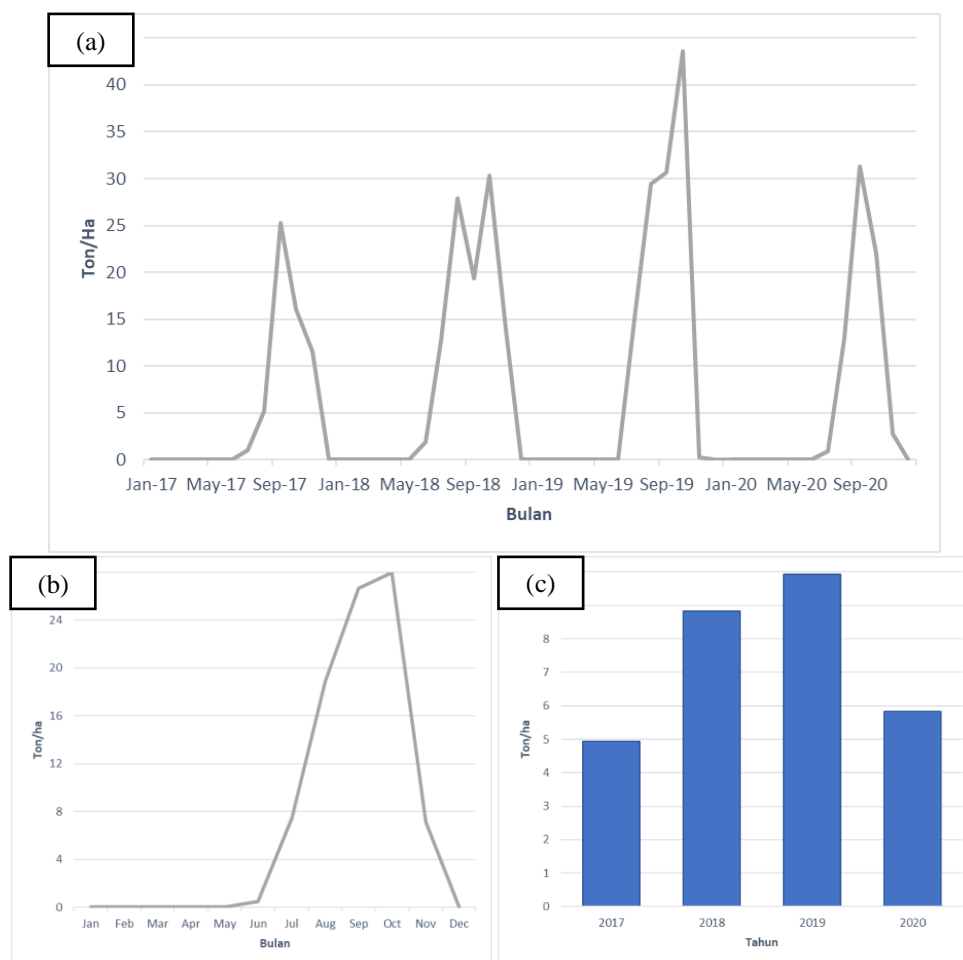 (a)
40
35
30
25
20
15
10
5
0
Ton/Ha
Jan-17 May-17 Sep-17 Jan-18 May-18 Sep-18 Jan-19 May-19 Sep-19 Jan-20 May-20 Sep-20
Bulan
(b)
24
20
16
12
8
4
0
Ton/ha
Jan Feb Mar Apr May Jun Jul Aug Sep Oct Nov Dec
Bulan
(c)
8
7
6
5
4
3
2
1
0
Ton/ha
2017 2018 2019 2020
Tahun